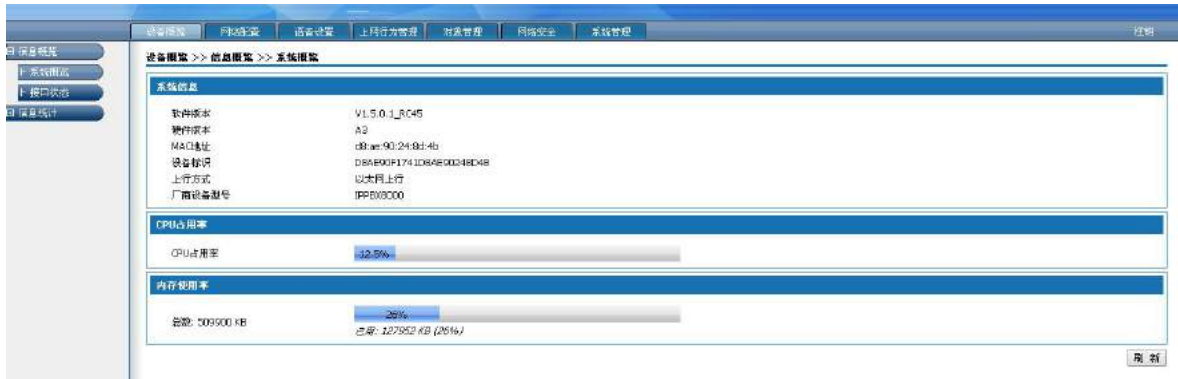 设备概览 网络配置 语音设置 上网行为管理 对象管理 网络安全 系统管理 注销
信息概览
系统概览
接口状态
信息统计
设备概览 >> 信息概览 >> 系统概览
系统信息
软件版本 V1.5.0.1_RC45
硬件版本 A3
MAC地址 d8:ae:90:24:8d:4b
设备标识
上行方式 以太网上行
厂商设备型号 IPPBX8000
CPU占用率
CPU占用率 12.5%
内存使用率
总数: 509900 KB 26%
占用: 127952 KB (26%)
刷 新